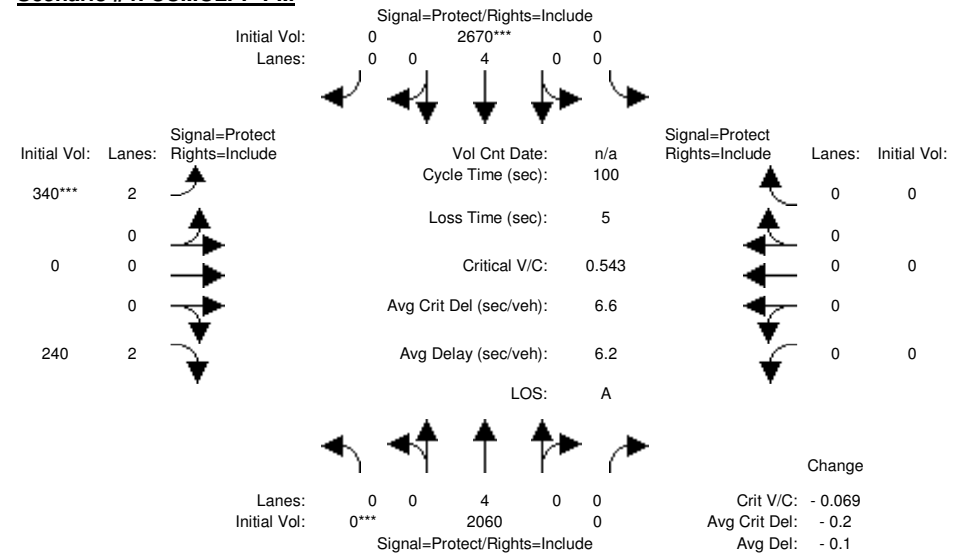 Signal=Protect/Rights=Include
Initial Vol: 0 2670*** 0
Lanes: 0 0 4 0 0
Signal=Protect Signal=Protect
Initial Vol: Lanes: Rights=Include Vol Cnt Date: n/a Rights=Include Lanes: Initial Vol:
Cycle Time (sec): 100
340*** 2 0 0
Loss Time (sec): 5
0 0
0 0 Critical V/C: 0.543 0 0
0 Avg Crit Del (sec/veh): 6.6 0
240 2 Avg Delay (sec/veh): 6.2 0 0
LOS: A
Change
Lanes: 0 0 4 0 0 Crit V/C: - 0.069
Initial Vol: 0*** 2060 0 Avg Crit Del: - 0.2
Signal=Protect/Rights=Include Avg Del: - 0.1